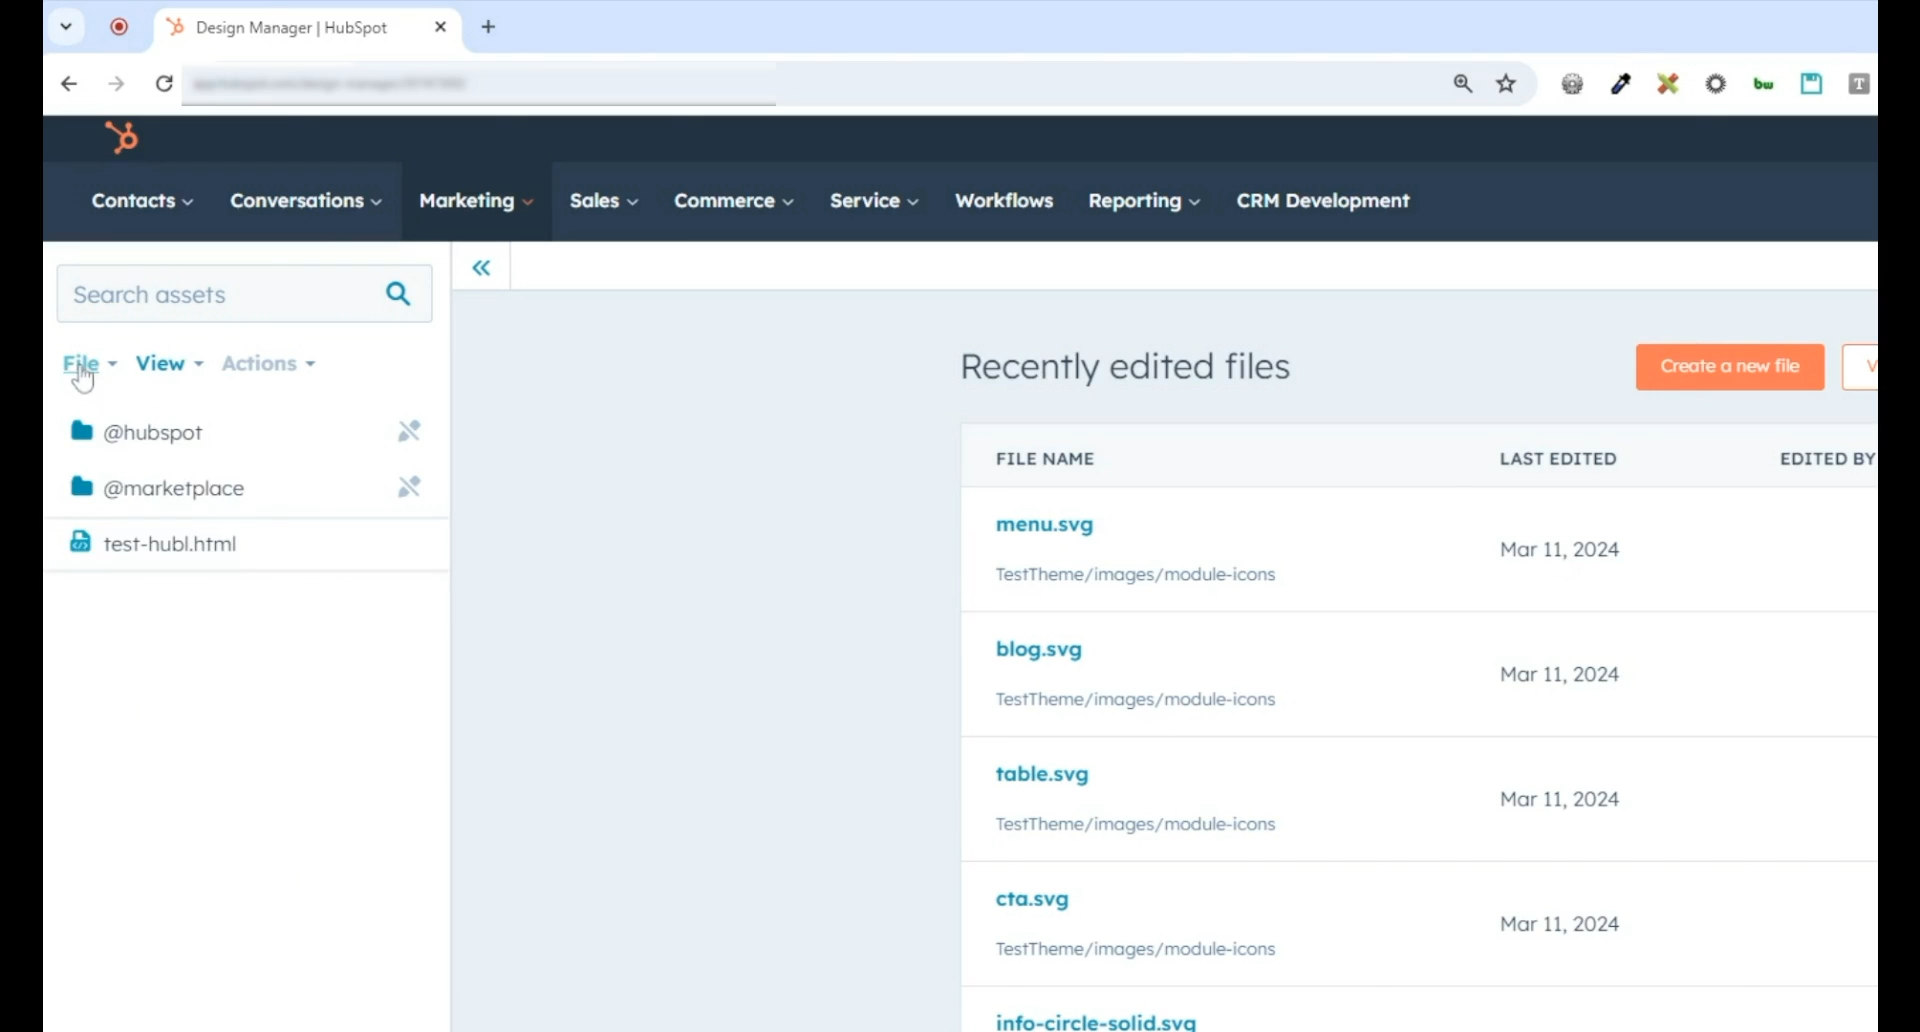 Design Manager | HubSpot
bw
T
Contacts
Conversations
Marketing
Sales
Commerce
Service
Workflows
Reporting
CRM Development
Search assets
File
View
Actions
@hubspot
@marketplace
test-hubl.html
Recently edited files
Create a new file
V
FILE NAME
LAST EDITED
EDITED BY
menu.svg
TestTheme/images/module-icons
Mar 11, 2024
blog.svg
TestTheme/images/module-icons
Mar 11, 2024
table.svg
TestTheme/images/module-icons
Mar 11, 2024
cta.svg
TestTheme/images/module-icons
Mar 11, 2024
info-circle-solid.svg